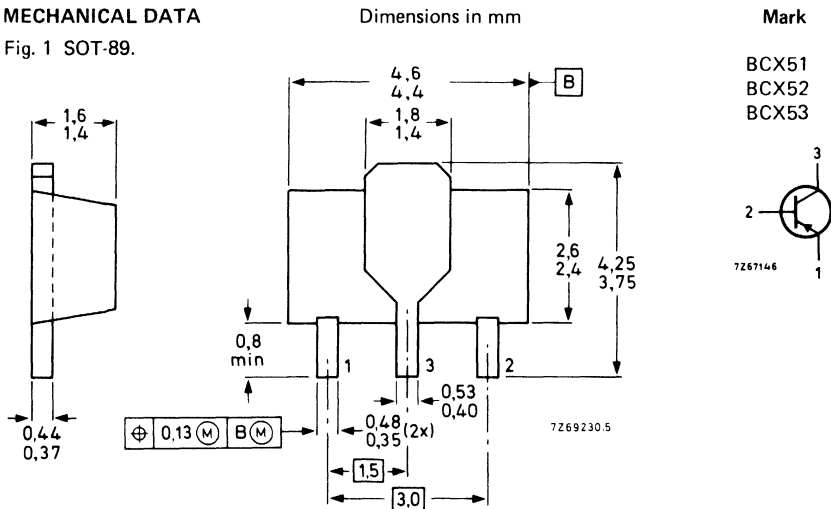 MECHANICAL DATA
Dimensions in mm
Mark
Fig. 1 SOT-89.
BCX51
BCX52
BCX53
4,6
4,4
B
1,6
1,4
1,8
1,4
3
2
1
7Z67146
2,6
2,4
4,25
3,75
0,8
min
1
3
2
0,53
0,40
0,44
0,37
⌖ 0,13 Ⓜ B Ⓜ
0,48
0,35 (2x)
7Z69230.5
1,5
3,0